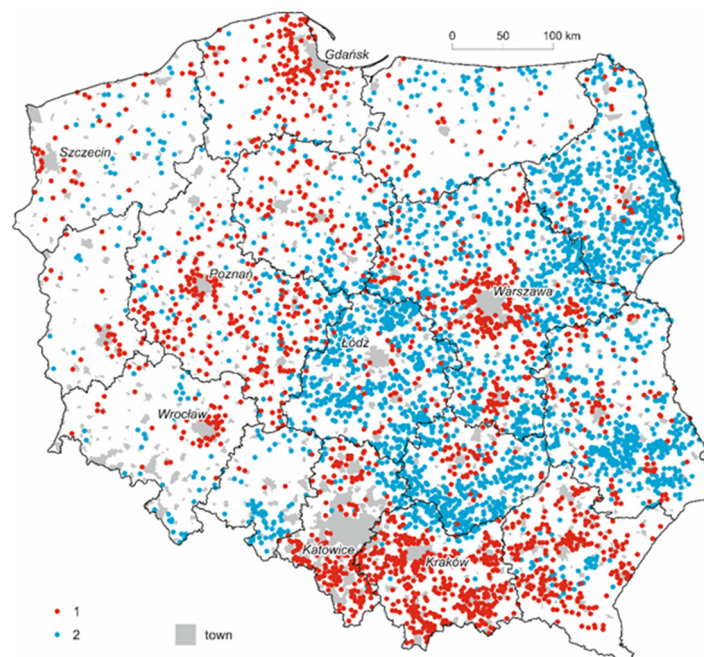 0 50 100 km
Gdańsk
Szczecin
Poznań
Warszawa
Łódź
Wrocław
Katowice
Kraków
1
2
town